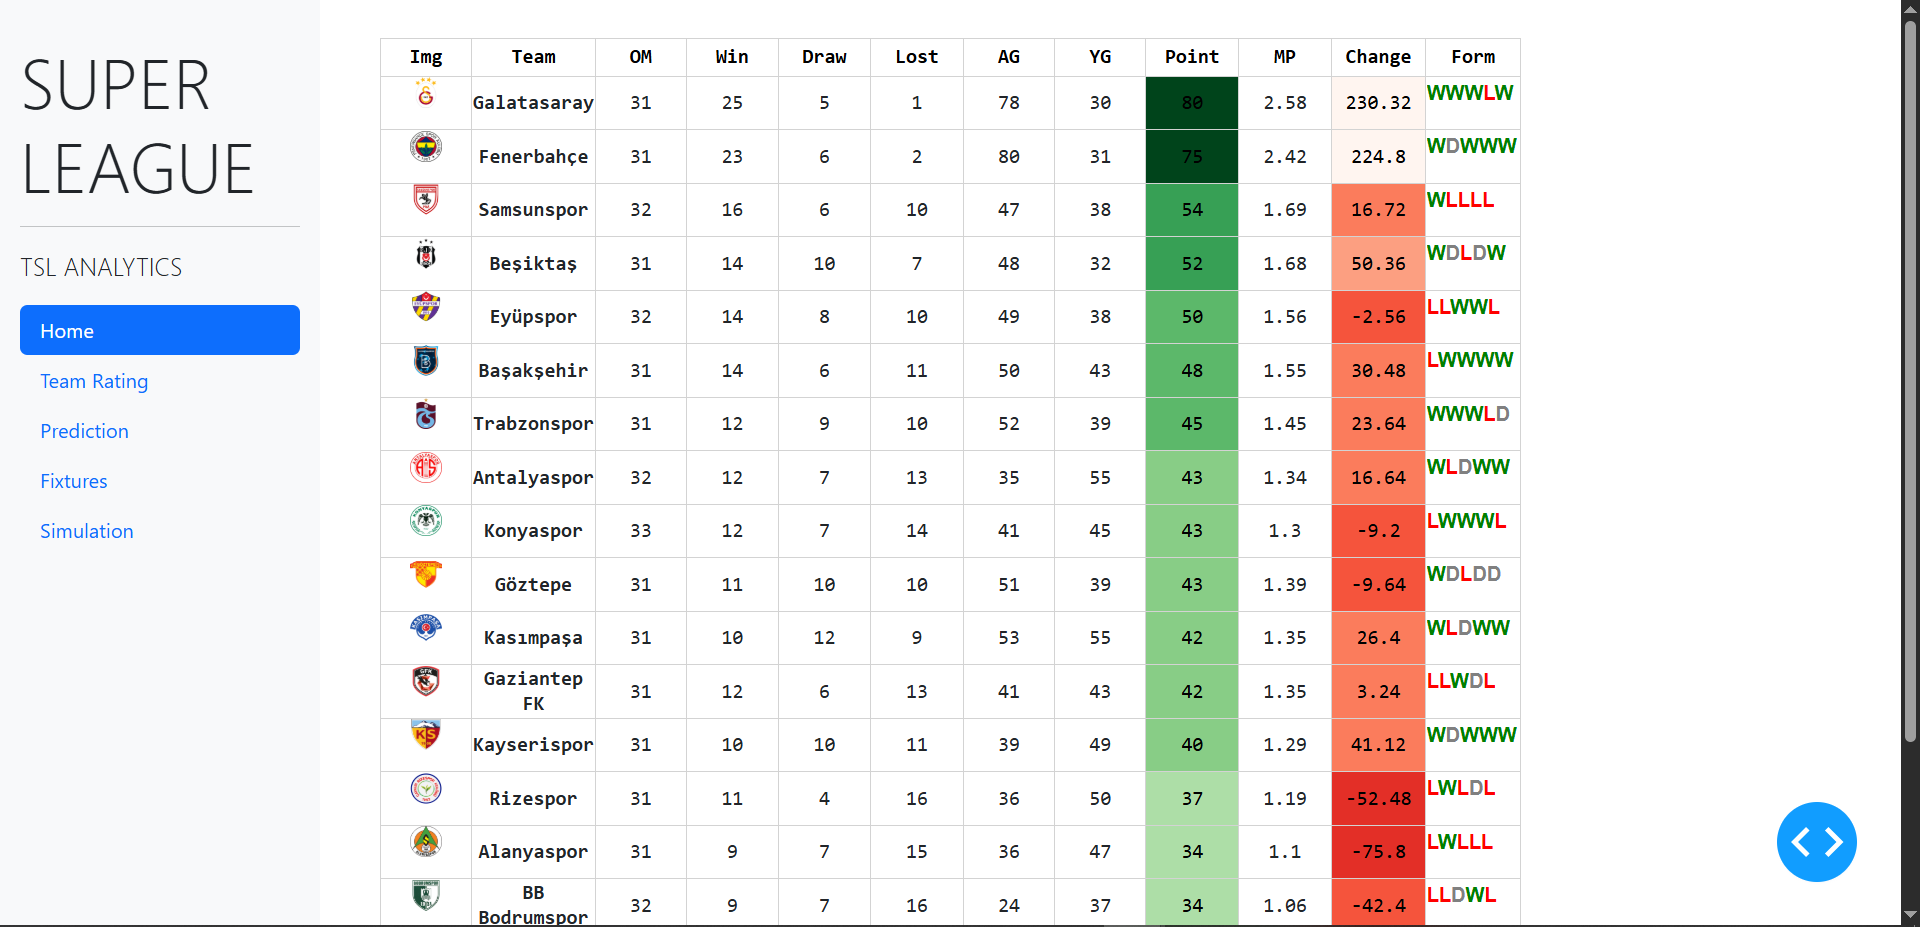 SUPER
LEAGUE
TSL ANALYTICS
Home
Team Rating
Prediction
Fixtures
Simulation
Img Team OM Win Draw Lost AG YG Point MP Change Form
Galatasaray 31 25 5 1 78 30 80 2.58 230.32 WWWLW
Fenerbahçe 31 23 6 2 80 31 75 2.42 224.8 WDWWW
Samsunspor 32 16 6 10 47 38 54 1.69 16.72 WLLLL
Beşiktaş 31 14 10 7 48 32 52 1.68 50.36 WDLDW
Eyüpspor 32 14 8 10 49 38 50 1.56 -2.56 LLWWL
Başakşehir 31 14 6 11 50 43 48 1.55 30.48 LWWWW
Trabzonspor 31 12 9 10 52 39 45 1.45 23.64 WWWLD
Antalyaspor 32 12 7 13 35 55 43 1.34 16.64 WLDWW
Konyaspor 33 12 7 14 41 45 43 1.3 -9.2 LWWWL
Göztepe 31 11 10 10 51 39 43 1.39 -9.64 WDLDD
Kasımpaşa 31 10 12 9 53 55 42 1.35 26.4 WLDWW
Gaziantep
FK 31 12 6 13 41 43 42 1.35 3.24 LLWDL
Kayserispor 31 10 10 11 39 49 40 1.29 41.12 WDWWW
Rizespor 31 11 4 16 36 50 37 1.19 -52.48 LWLDL
Alanyaspor 31 9 7 15 36 47 34 1.1 -75.8 LWLLL
BB
Bodrumspor 32 9 7 16 24 37 34 1.06 -42.4 LLDWL